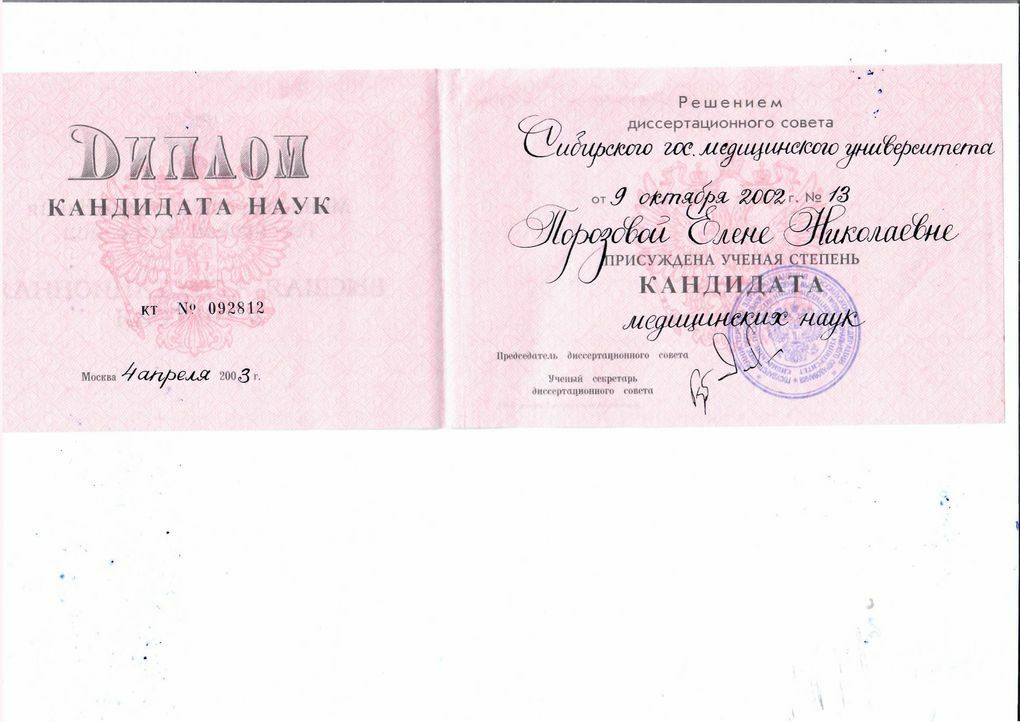 Диплом
КАНДИДАТА НАУК
КТ № 092812
Москва 4 апреля 2003 г.
Решением
диссертационного совета
Сибирского гос. медицинского университета
от 9 октября 2002 г. № 13
Порозовой Елене Николаевне
ПРИСУЖДЕНА УЧЕНАЯ СТЕПЕНЬ
КАНДИДАТА
медицинских наук
Председатель диссертационного совета
Ученый секретарь
диссертационного совета